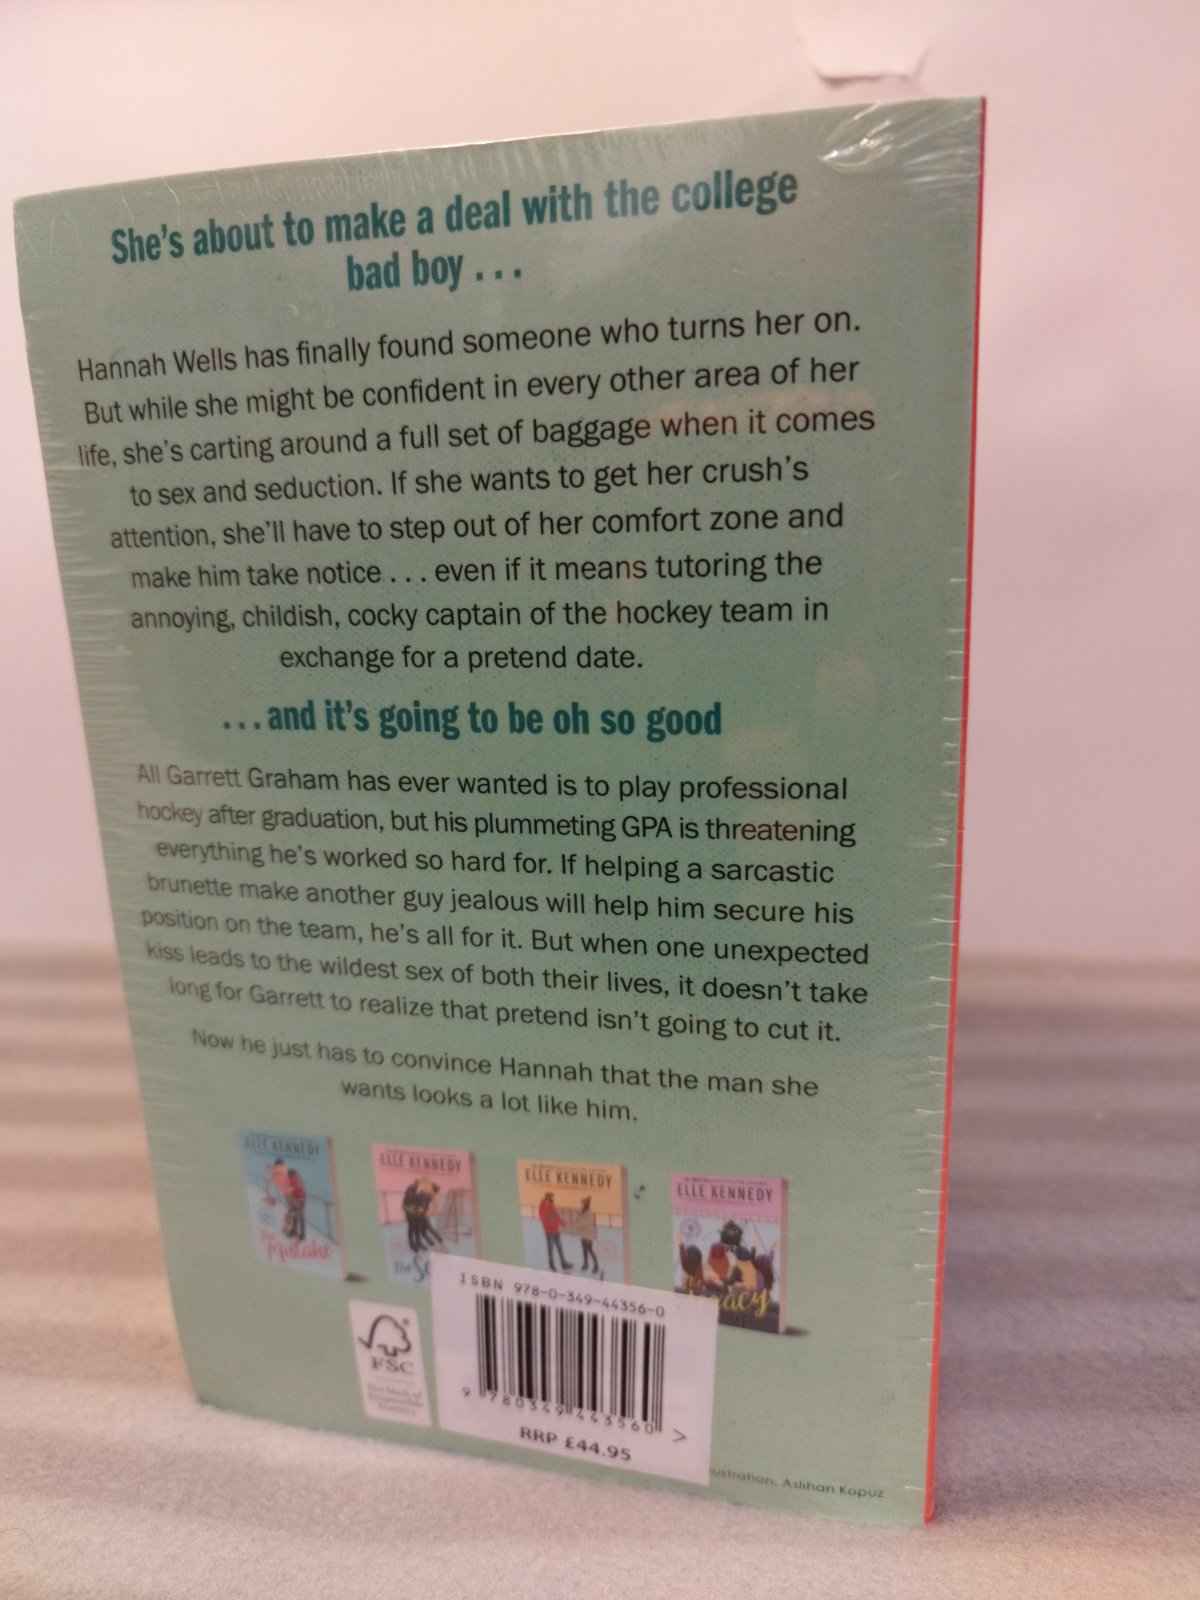 She's about to make a deal with the college
bad boy . . .
Hannah Wells has finally found someone who turns her on.
But while she might be confident in every other area of her
life, she's carting around a full set of baggage when it comes
to sex and seduction. If she wants to get her crush's
attention, she'll have to step out of her comfort zone and
make him take notice . . . even if it means tutoring the
annoying, childish, cocky captain of the hockey team in
exchange for a pretend date.
. . . and it's going to be oh so good
All Garrett Graham has ever wanted is to play professional
hockey after graduation, but his plummeting GPA is threatening
everything he's worked so hard for. If helping a sarcastic
brunette make another guy jealous will help him secure his
position on the team, he's all for it. But when one unexpected
kiss leads to the wildest sex of both their lives, it doesn't take
long for Garrett to realize that pretend isn't going to cut it.
Now he just has to convince Hannah that the man she
wants looks a lot like him.
ELLE KENNEDY
The Mistake
ELLE KENNEDY
The
ELLE KENNEDY
ELLE KENNEDY
ISBN 978-0-349-44356-0
9 780349 443560 >
RRP £44.95
FSC
ustration: Aslihan Kopuz